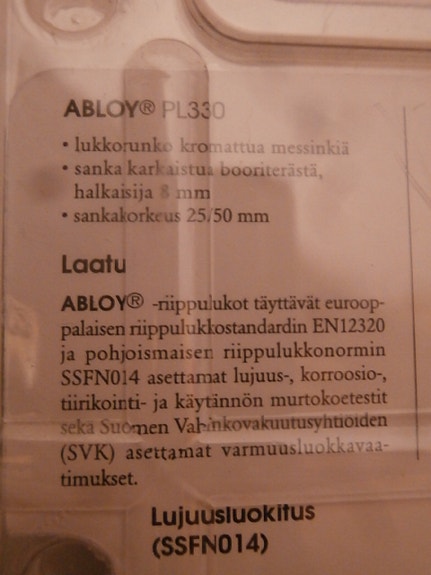 ABLOY® PL330
• lukkorunko kromattua messinkiä
• sanka karkaistua booriterästä,
halkaisija 8 mm
• sankakorkeus 25/50 mm
Laatu
ABLOY® -riippulukot täyttävät euroop-
palaisen riippulukkostandardin EN12320
ja pohjoismaisen riippulukkonormin
SSFN014 asettamat lujuus-, korroosio-,
tiirikointi- ja käytännön murtokoetestit
sekä Suomen Vahinkovakuutusyhtiöiden
(SVK) asettamat varmuusluokkavaa-
timukset.
Lujuusluokitus
(SSFN014)